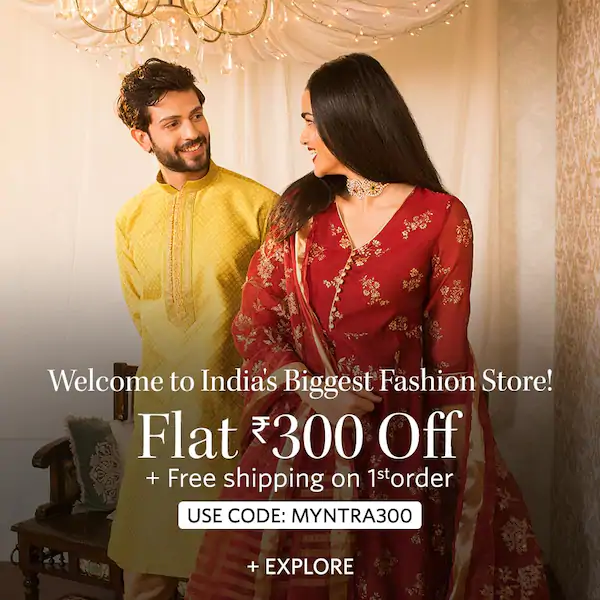 Welcome to India's Biggest Fashion Store!
Flat ₹300 Off
+ Free shipping on 1st order
USE CODE: MYNTRA300
+ EXPLORE